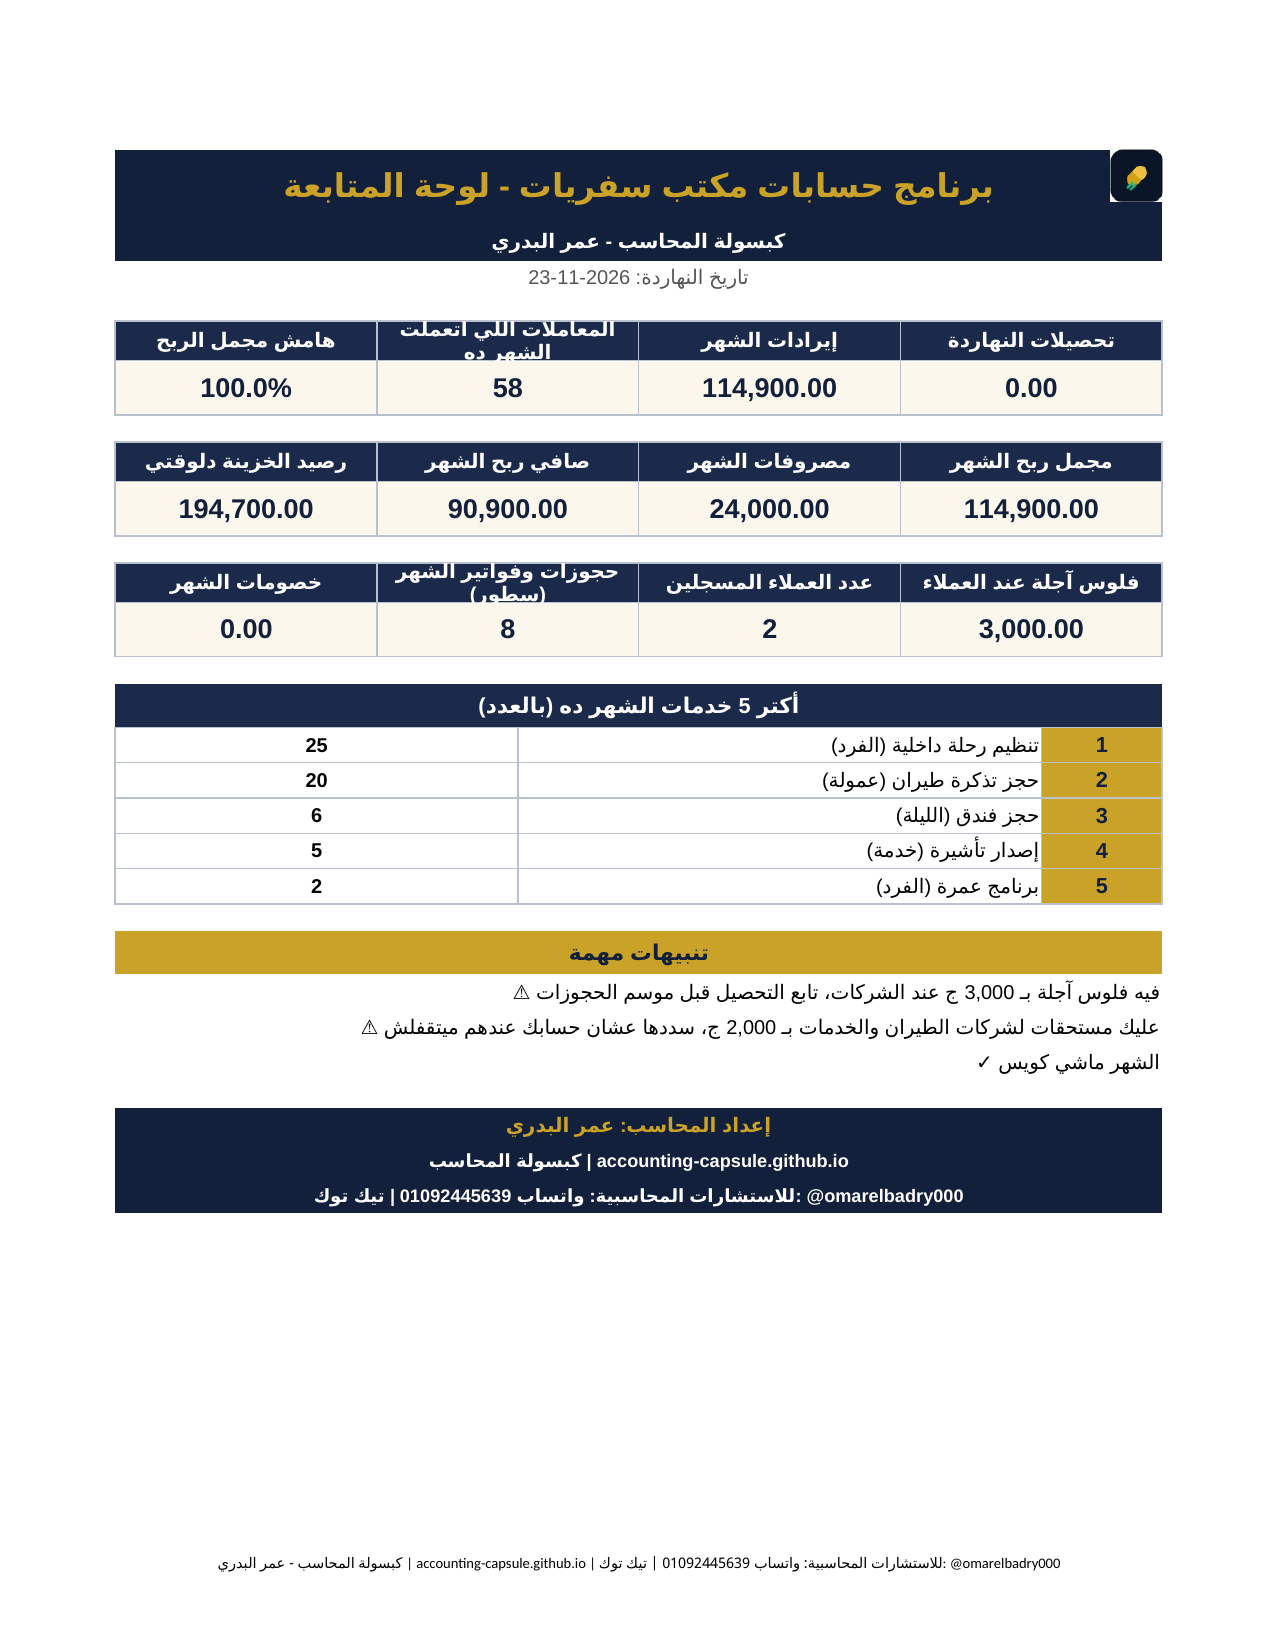 برنامج حسابات مكتب سفريات - لوحة المتابعة
كبسولة المحاسب - عمر البدري
تاريخ النهاردة: 2026-11-23
تحصيلات النهاردة
إيرادات الشهر
المعاملات اللي اتعملت الشهر ده
هامش مجمل الربح
0.00
114,900.00
58
100.0%
مجمل ربح الشهر
مصروفات الشهر
صافي ربح الشهر
رصيد الخزينة دلوقتي
114,900.00
24,000.00
90,900.00
194,700.00
فلوس آجلة عند العملاء
عدد العملاء المسجلين
حجوزات وفواتير الشهر (سطور)
خصومات الشهر
3,000.00
2
8
0.00
أكتر 5 خدمات الشهر ده (بالعدد)
1 تنظيم رحلة داخلية (الفرد) 25
2 حجز تذكرة طيران (عمولة) 20
3 حجز فندق (الليلة) 6
4 إصدار تأشيرة (خدمة) 5
5 برنامج عمرة (الفرد) 2
تنبيهات مهمة
فيه فلوس آجلة بـ 3,000 ج عند الشركات، تابع التحصيل قبل موسم الحجوزات ⚠
عليك مستحقات لشركات الطيران والخدمات بـ 2,000 ج، سددها عشان حسابك عندهم ميتقفلش ⚠
الشهر ماشي كويس ✓
إعداد المحاسب: عمر البدري
كبسولة المحاسب | accounting-capsule.github.io
للاستشارات المحاسبية: واتساب 01092445639 | تيك توك: @omarelbadry000
كبسولة المحاسب - عمر البدري | accounting-capsule.github.io | للاستشارات المحاسبية: واتساب 01092445639 | تيك توك: @omarelbadry000